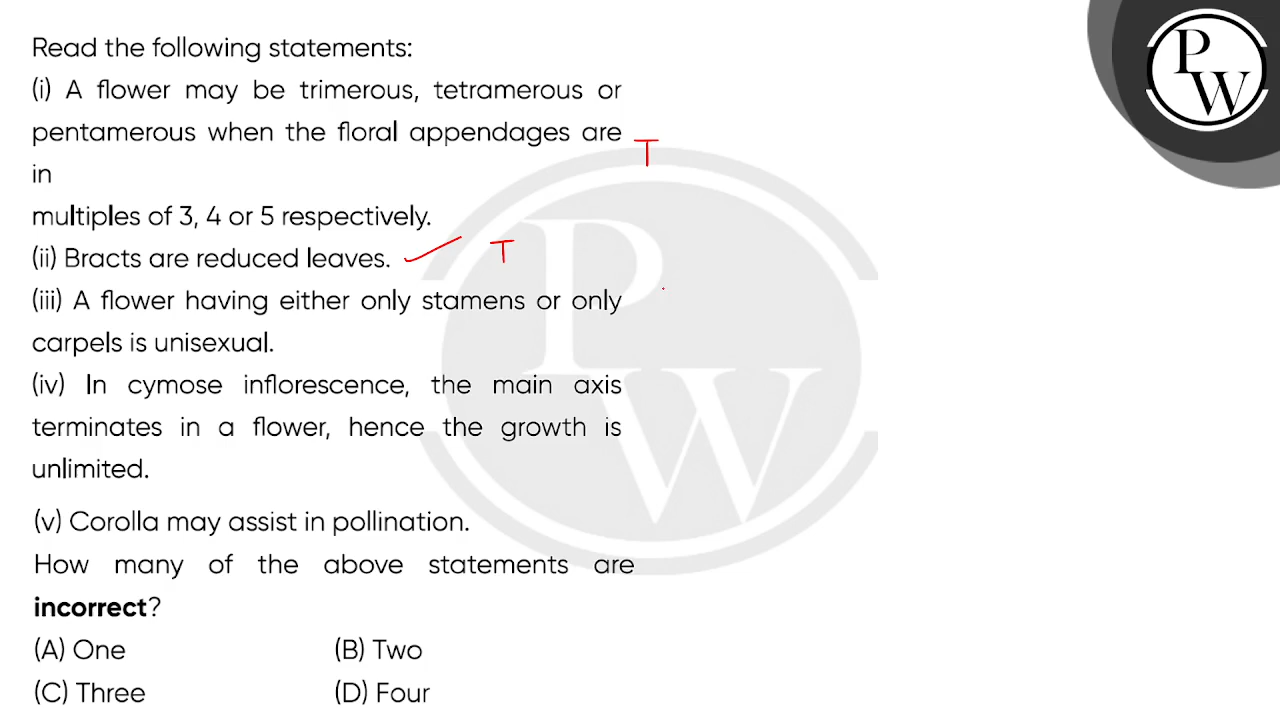 Read the following statements:
(i) A flower may be trimerous, tetramerous or
pentamerous when the floral appendages are
in
multiples of 3, 4 or 5 respectively.
(ii) Bracts are reduced leaves.
(iii) A flower having either only stamens or only
carpels is unisexual.
(iv) In cymose inflorescence, the main axis
terminates in a flower, hence the growth is
unlimited.
(v) Corolla may assist in pollination.
How many of the above statements are
incorrect?
(A) One (B) Two
(C) Three (D) Four
T
T
P
W
P
W